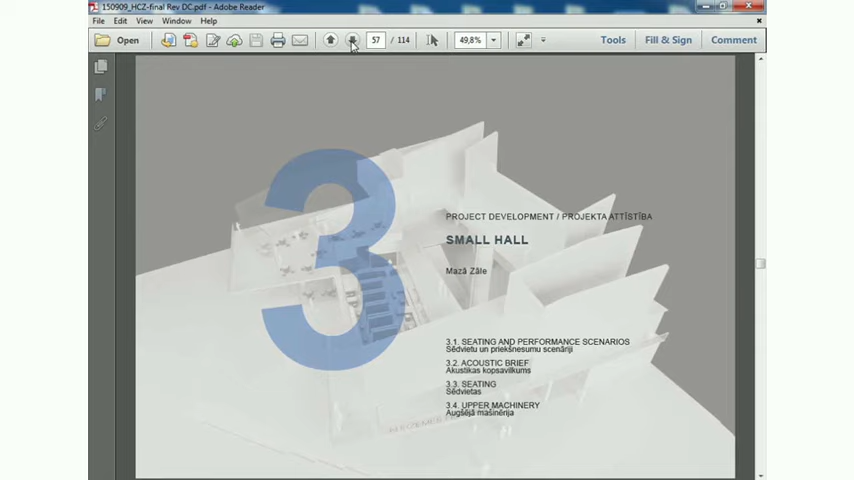 150909_HCZ-final Rev DC.pdf - Adobe Reader
File Edit View Window Help
Open 57 / 114 49,8% Tools Fill & Sign Comment
3
PROJECT DEVELOPMENT / PROJEKTA ATTĪSTĪBA
SMALL HALL
Mazā Zāle
3.1. SEATING AND PERFORMANCE SCENARIOS
Sēdvietu un priekšnesumu scenāriji
3.2. ACOUSTIC BRIEF
Akustikas kopsavilkums
3.3. SEATING
Sēdvietas
3.4. UPPER MACHINERY
Augšējā mašinērija